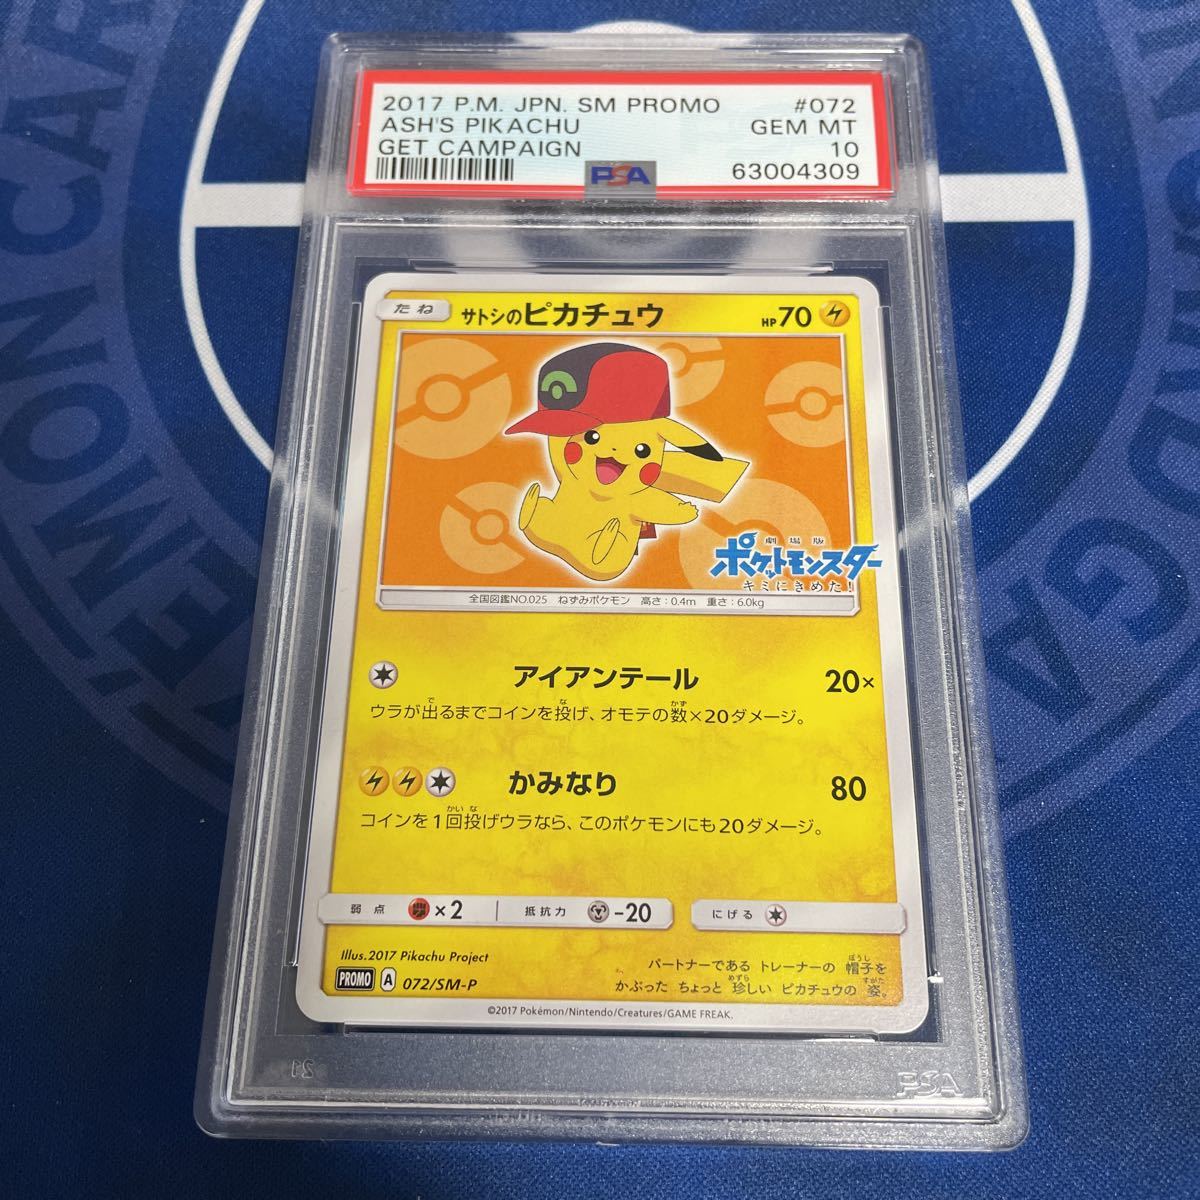 2017 P.M. JPN. SM PROMO #072
ASH'S PIKACHU GEM MT
GET CAMPAIGN 10
PSA 63004309
たね サトシのピカチュウ HP70
劇場版
ポケットモンスター
キミにきめた!
全国図鑑NO.025 ねずみポケモン 高さ:0.4m 重さ:6.0kg
アイアンテール 20×
ウラが出るまでコインを投げ、オモテの数×20ダメージ。
かみなり 80
コインを1回投げウラなら、このポケモンにも20ダメージ。
弱点 ×2 抵抗力 -20 にげる
Illus.2017 Pikachu Project
PROMO A 072/SM-P
パートナーである トレーナーの 帽子を
かぶった ちょっと 珍しい ピカチュウの 姿。
©2017 Pokémon/Nintendo/Creatures/GAME FREAK.
PSA